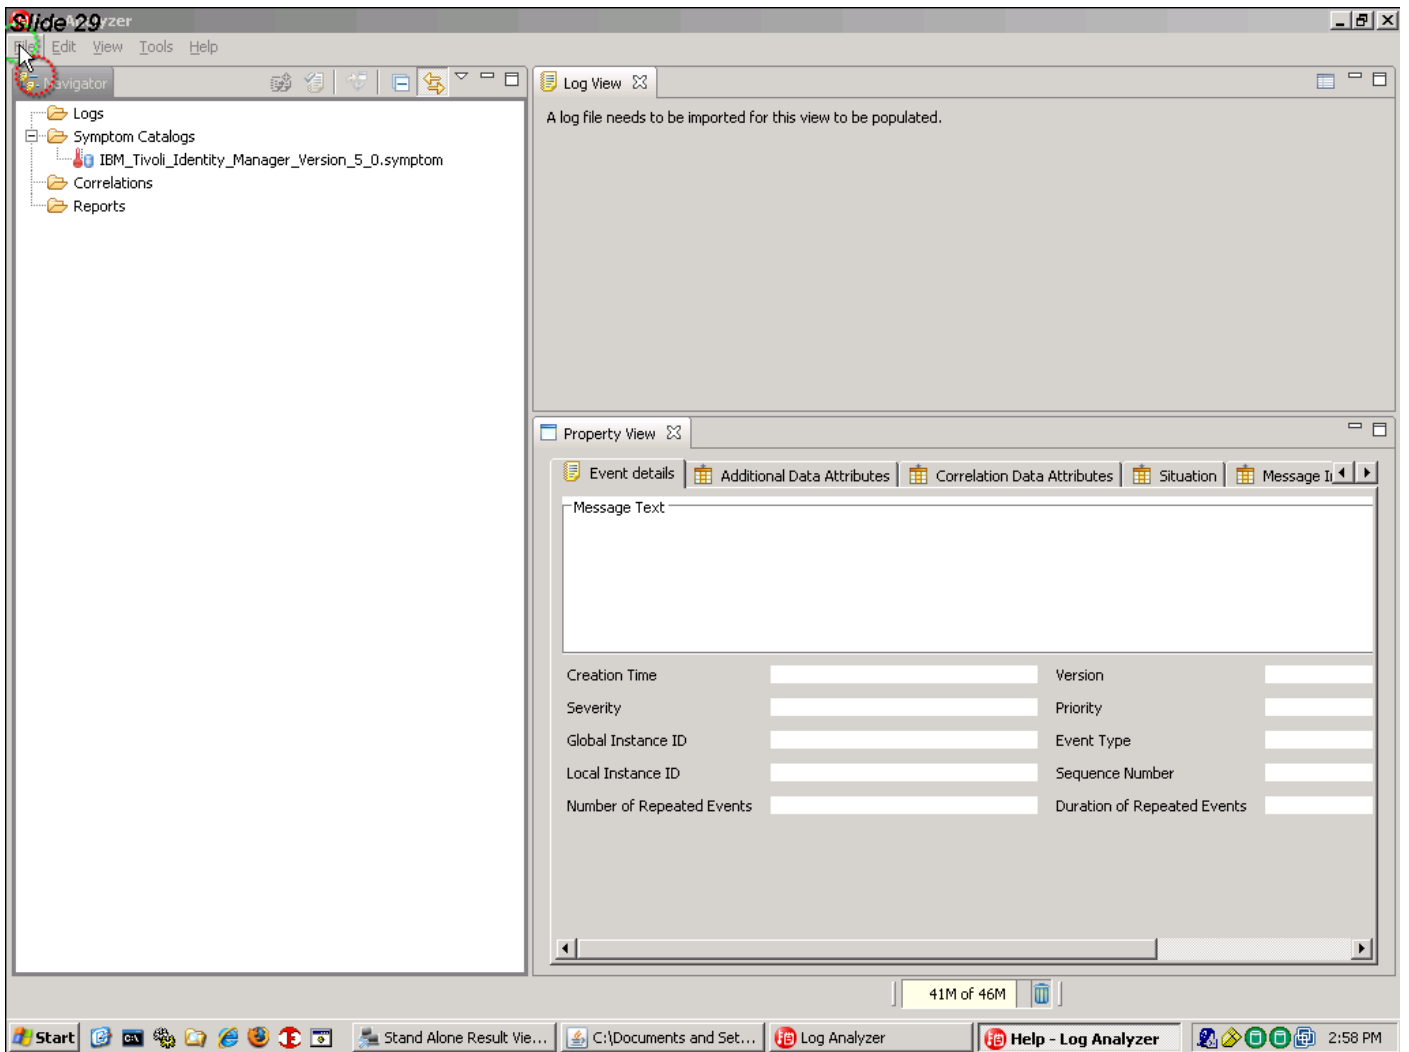 Slide 29
Analyzer
File Edit View Tools Help
Navigator
Log View
Logs
Symptom Catalogs
IBM_Tivoli_Identity_Manager_Version_5_0.symptom
Correlations
Reports
A log file needs to be imported for this view to be populated.
Property View
Event details Additional Data Attributes Correlation Data Attributes Situation Message I
Message Text
Creation Time Version
Severity Priority
Global Instance ID Event Type
Local Instance ID Sequence Number
Number of Repeated Events Duration of Repeated Events
41M of 46M
Start Stand Alone Result Vie... C:\Documents and Set... Log Analyzer Help - Log Analyzer 2:58 PM